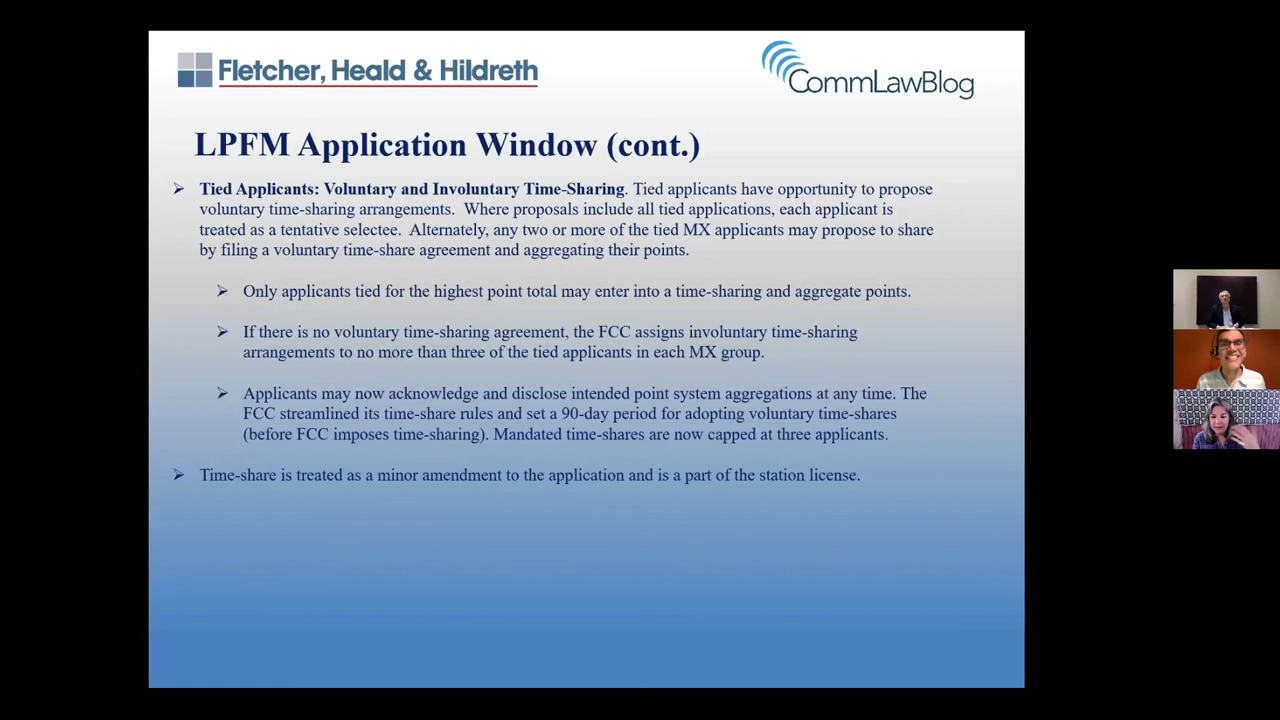 Fletcher, Heald & Hildreth
CommLawBlog
LPFM Application Window (cont.)
Tied Applicants: Voluntary and Involuntary Time-Sharing. Tied applicants have opportunity to propose
voluntary time-sharing arrangements. Where proposals include all tied applications, each applicant is
treated as a tentative selectee. Alternately, any two or more of the tied MX applicants may propose to share
by filing a voluntary time-share agreement and aggregating their points.
Only applicants tied for the highest point total may enter into a time-sharing and aggregate points.
If there is no voluntary time-sharing agreement, the FCC assigns involuntary time-sharing
arrangements to no more than three of the tied applicants in each MX group.
Applicants may now acknowledge and disclose intended point system aggregations at any time. The
FCC streamlined its time-share rules and set a 90-day period for adopting voluntary time-shares
(before FCC imposes time-sharing). Mandated time-shares are now capped at three applicants.
Time-share is treated as a minor amendment to the application and is a part of the station license.